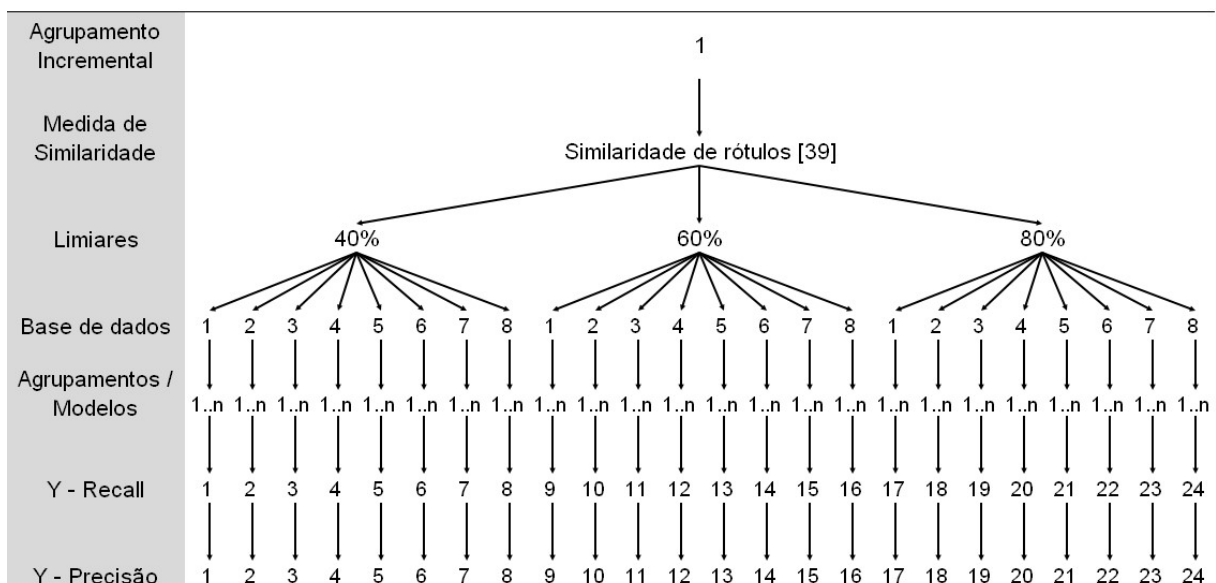 Agrupamento
Incremental
1
Medida de
Similaridade
Similaridade de rótulos [39]
Limiares
40% 60% 80%
Base de dados
1 2 3 4 5 6 7 8 1 2 3 4 5 6 7 8 1 2 3 4 5 6 7 8
Agrupamentos /
Modelos
1..n 1..n 1..n 1..n 1..n 1..n 1..n 1..n 1..n 1..n 1..n 1..n 1..n 1..n 1..n 1..n 1..n 1..n 1..n 1..n 1..n 1..n 1..n 1..n
Y - Recall
1 2 3 4 5 6 7 8 9 10 11 12 13 14 15 16 17 18 19 20 21 22 23 24
Y - Precisão
1 2 3 4 5 6 7 8 9 10 11 12 13 14 15 16 17 18 19 20 21 22 23 24